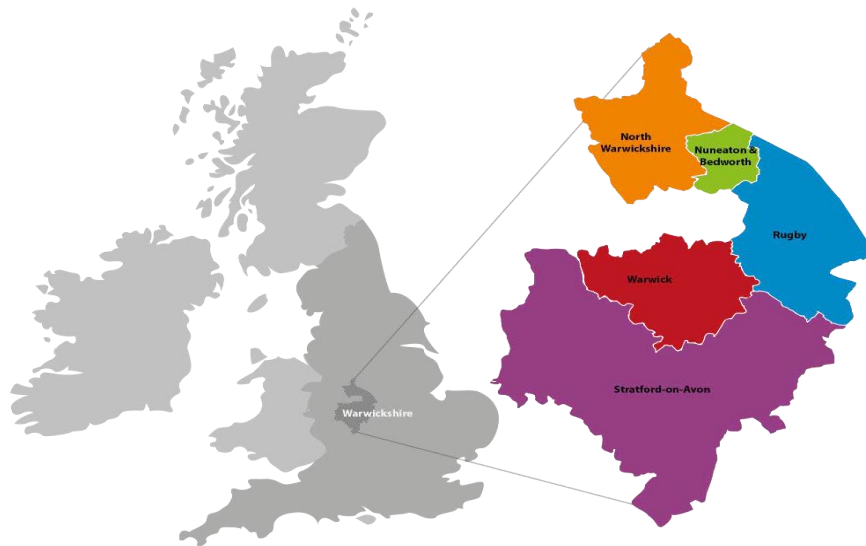 North
Warwickshire
Nuneaton &
Bedworth
Rugby
Warwick
Stratford-on-Avon
Warwickshire